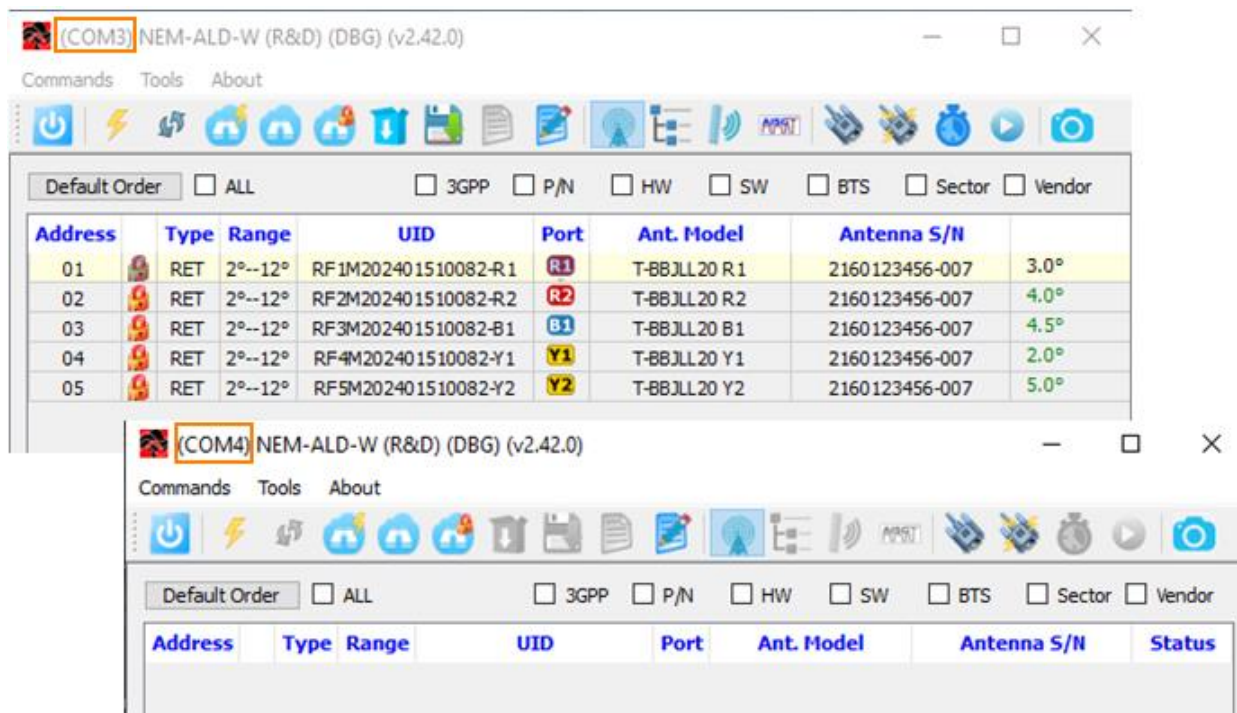 (COM3) NEM-ALD-W (R&D) (DBG) (v2.42.0)
Commands Tools About
Default Order ALL 3GPP P/N HW SW BTS Sector Vendor
Address Type Range UID Port Ant. Model Antenna S/N
01 RET 2°--12° RF1M202401510082-R1 R1 T-BBJLL20 R1 2160123456-007 3.0°
02 RET 2°--12° RF2M202401510082-R2 R2 T-BBJLL20 R2 2160123456-007 4.0°
03 RET 2°--12° RF3M202401510082-B1 B1 T-BBJLL20 B1 2160123456-007 4.5°
04 RET 2°--12° RF4M202401510082-Y1 Y1 T-BBJLL20 Y1 2160123456-007 2.0°
05 RET 2°--12° RF5M202401510082-Y2 Y2 T-BBJLL20 Y2 2160123456-007 5.0°
(COM4) NEM-ALD-W (R&D) (DBG) (v2.42.0)
Commands Tools About
Default Order ALL 3GPP P/N HW SW BTS Sector Vendor
Address Type Range UID Port Ant. Model Antenna S/N Status